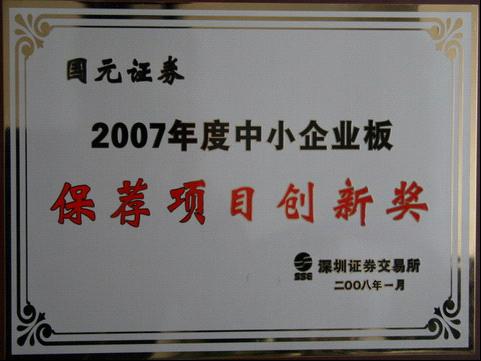 国元证券
2007年度中小企业板
保荐项目创新奖
SSE 深圳证券交易所
二〇〇八年一月